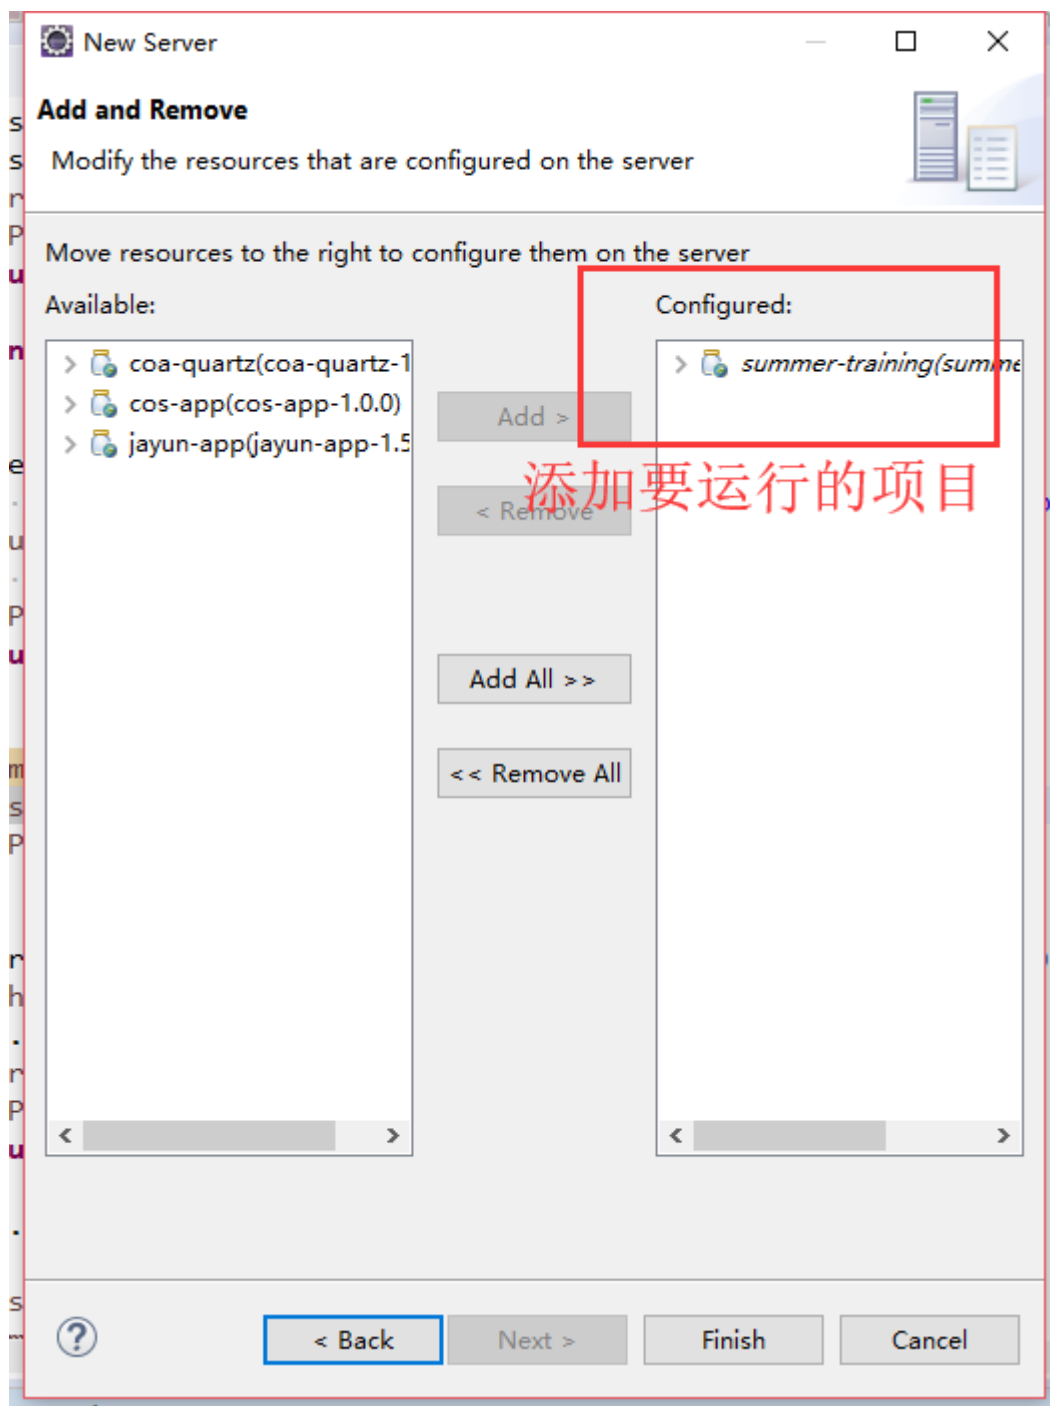 New Server
Add and Remove
Modify the resources that are configured on the server
Move resources to the right to configure them on the server
Available:
Configured:
coa-quartz(coa-quartz-1
cos-app(cos-app-1.0.0)
jayun-app(jayun-app-1.5
summer-training(summe
Add >
添加要运行的项目
< Remove
Add All >>
<< Remove All
< Back
Next >
Finish
Cancel